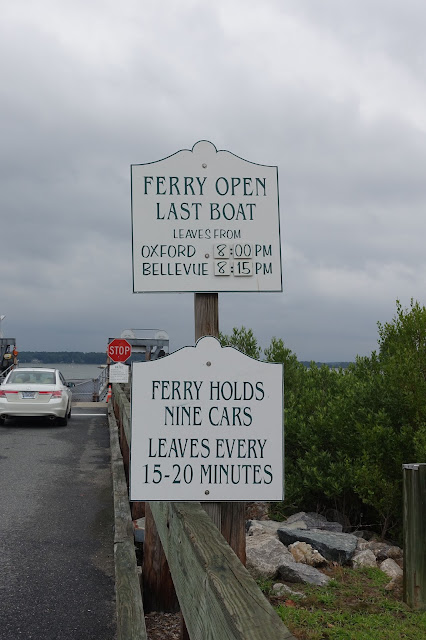 FERRY OPEN
LAST BOAT
LEAVES FROM
OXFORD 8:00 PM
BELLEVUE 8:15 PM
STOP
FERRY HOLDS
NINE CARS
LEAVES EVERY
15-20 MINUTES